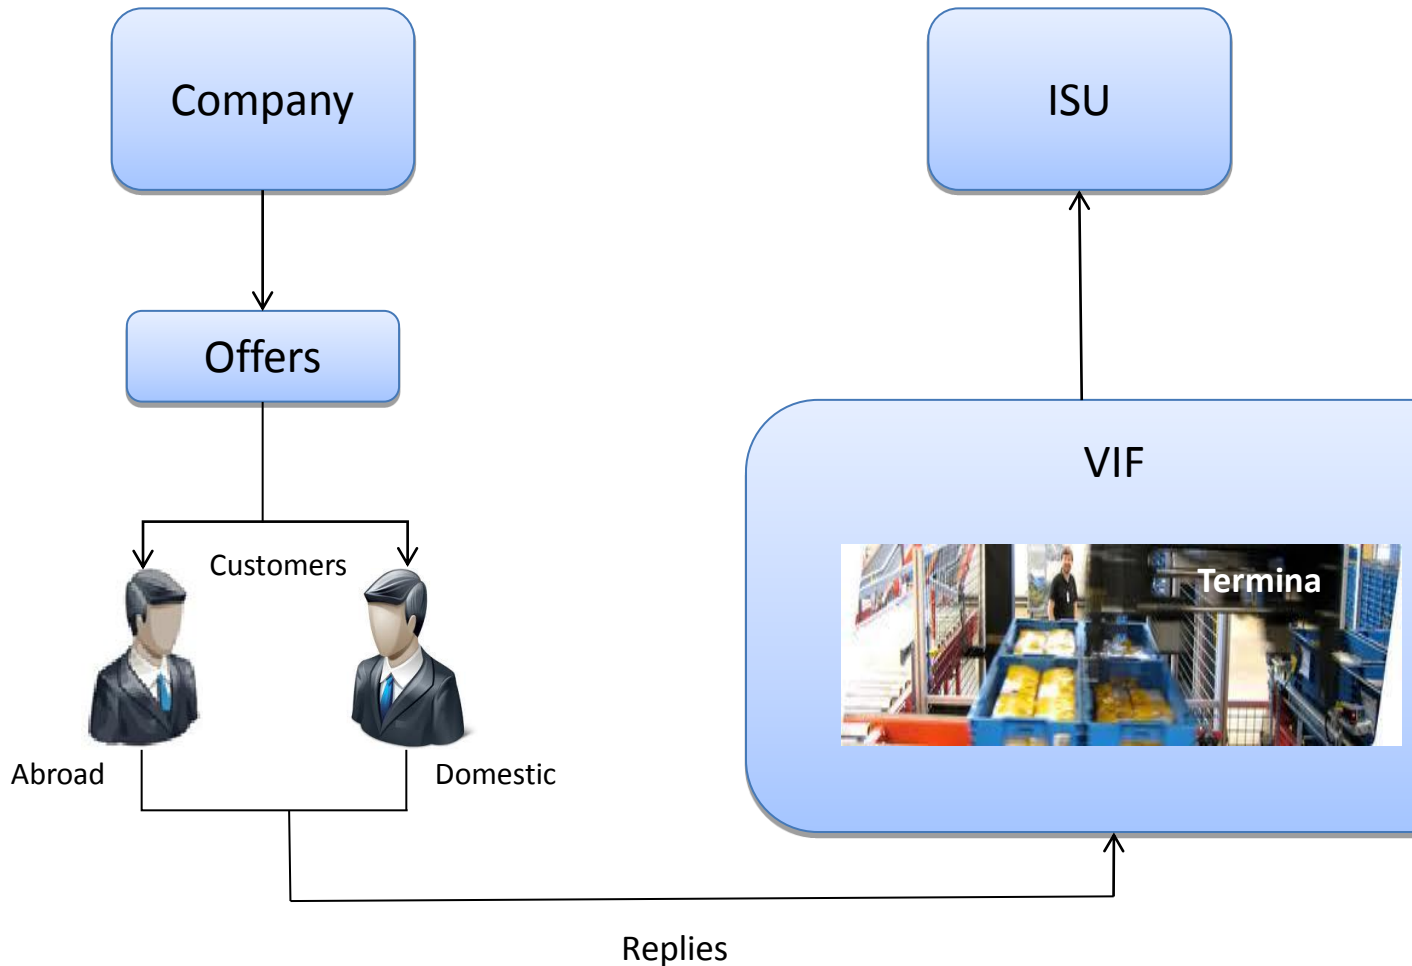 Company
ISU
Offers
VIF
Customers
Termina
Abroad
Domestic
Replies